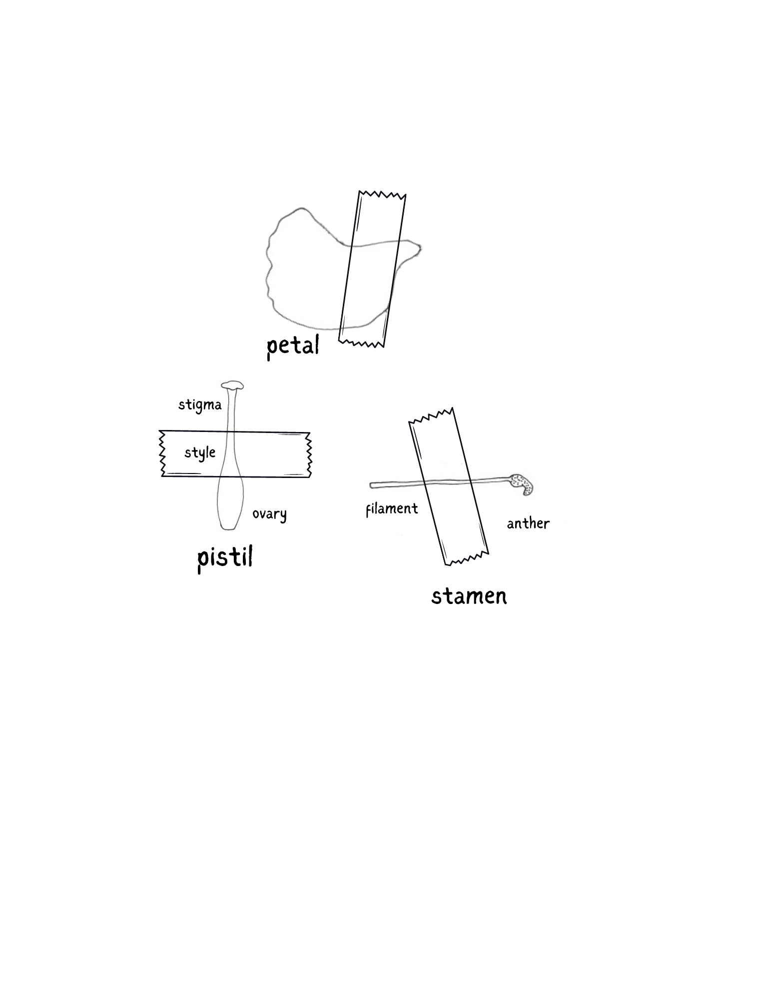 petal
stigma
style
ovary
pistil
filament
anther
stamen